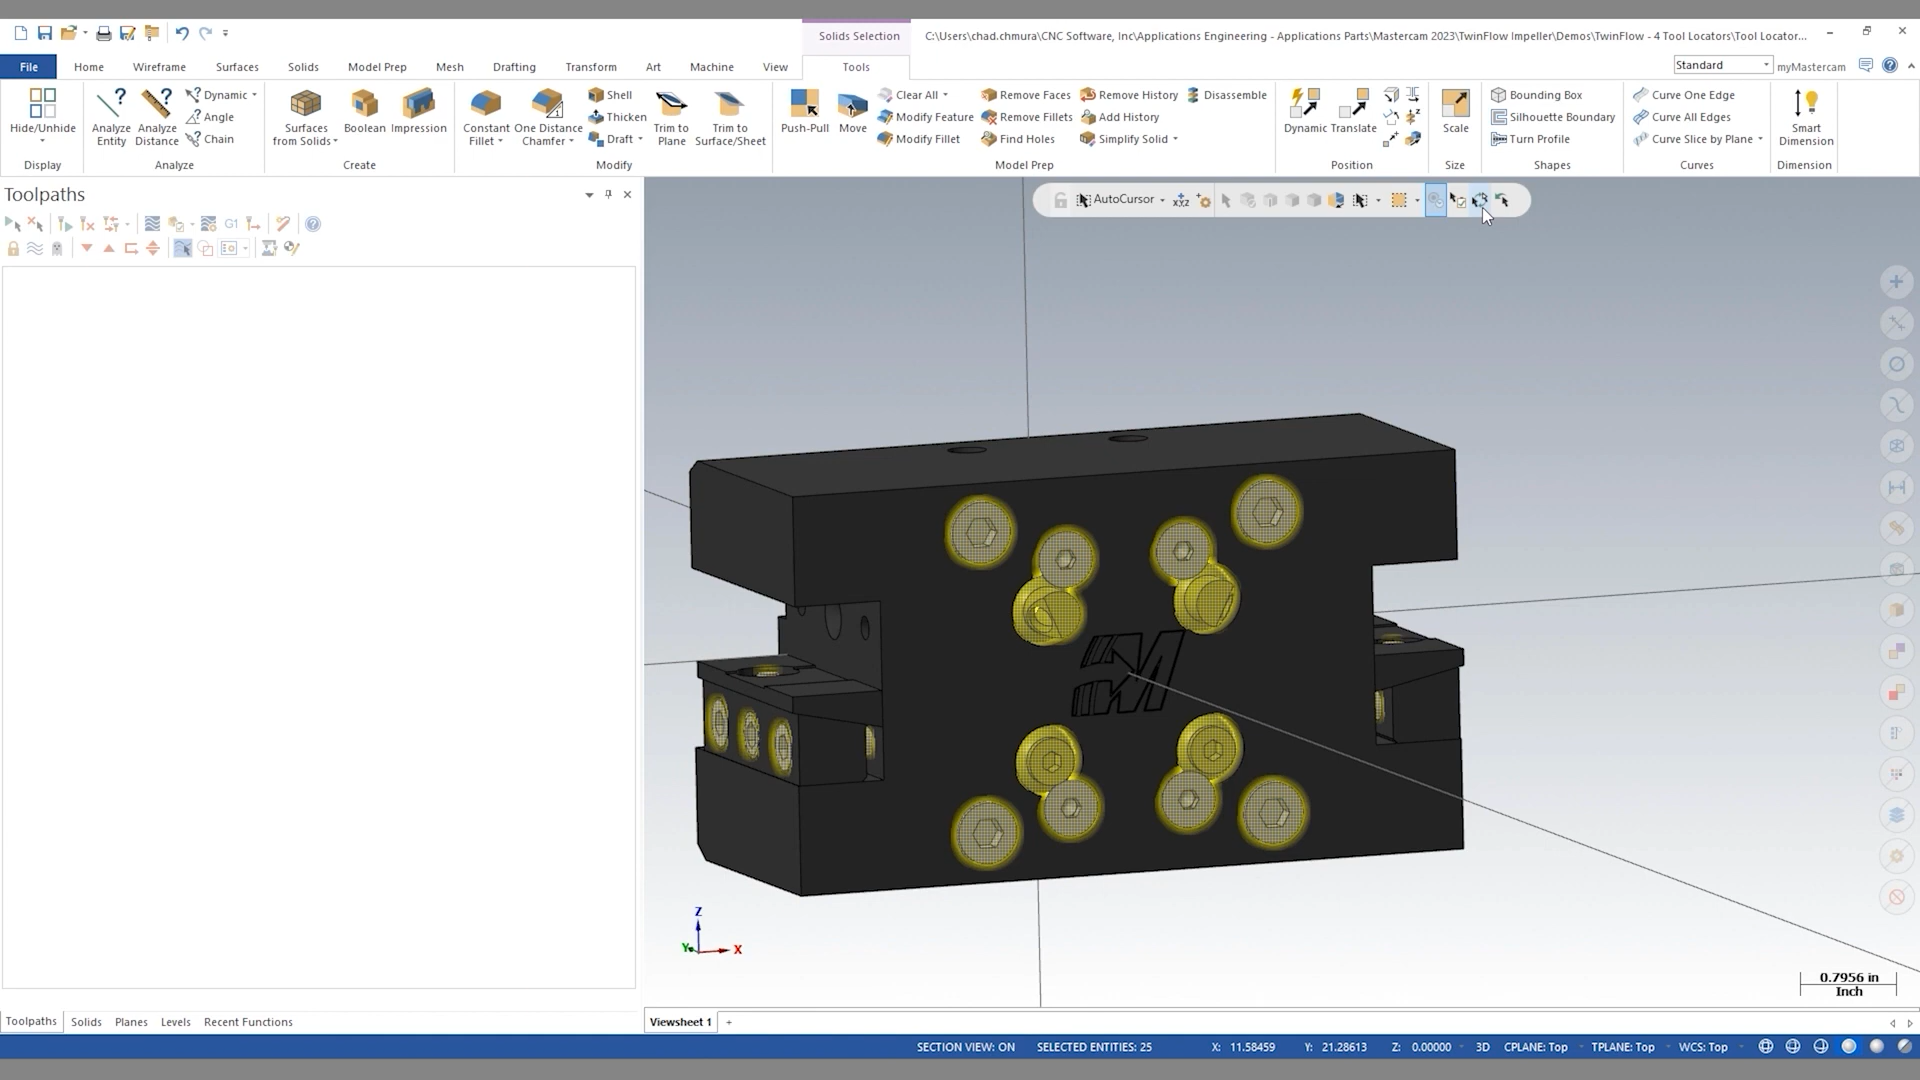 Solids Selection
C:\Users\chad.chmura\CNC Software, Inc\Applications Engineering - Applications Parts\Mastercam 2023\TwinFlow Impeller\Demos\TwinFlow - 4 Tool Locators\Tool Locator...
File Home Wireframe Surfaces Solids Model Prep Mesh Drafting Transform Art Machine View Tools
Standard myMastercam
Hide/Unhide
Display
Analyze Entity
Analyze Distance
Dynamic
Angle
Chain
Analyze
Surfaces from Solids
Boolean
Impression
Create
Constant Fillet
One Distance Chamfer
Shell
Thicken
Draft
Trim to Plane
Trim to Surface/Sheet
Modify
Push-Pull
Move
Clear All
Modify Feature
Modify Fillet
Remove Faces
Remove Fillets
Find Holes
Remove History
Add History
Simplify Solid
Disassemble
Model Prep
Dynamic
Translate
Position
Scale
Size
Bounding Box
Silhouette Boundary
Turn Profile
Shapes
Curve One Edge
Curve All Edges
Curve Slice by Plane
Curves
Smart Dimension
Dimension
Toolpaths
G1
AutoCursor
XYZ
M
Z
Y
X
0.7956 in
Inch
Toolpaths Solids Planes Levels Recent Functions
Viewsheet 1 +
SECTION VIEW: ON SELECTED ENTITIES: 25 X: 11.58459 Y: 21.28613 Z: 0.00000 3D CPLANE: Top TPLANE: Top WCS: Top